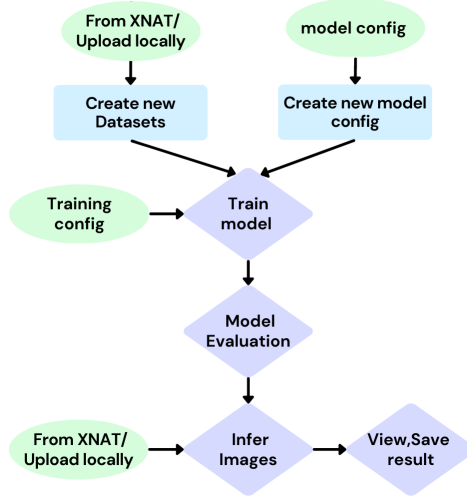 From XNAT/
Upload locally
model config
Create new
Datasets
Create new model
config
Training
config
Train
model
Model
Evaluation
From XNAT/
Upload locally
Infer
Images
View,Save
result